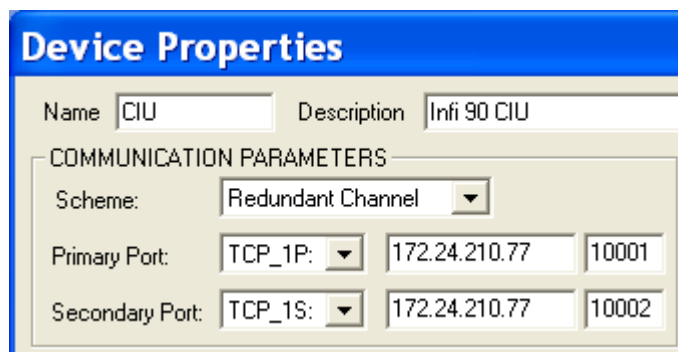 Device Properties
Name CIU Description Infi 90 CIU
COMMUNICATION PARAMETERS
Scheme: Redundant Channel
Primary Port: TCP_1P: 172.24.210.77 10001
Secondary Port: TCP_1S: 172.24.210.77 10002